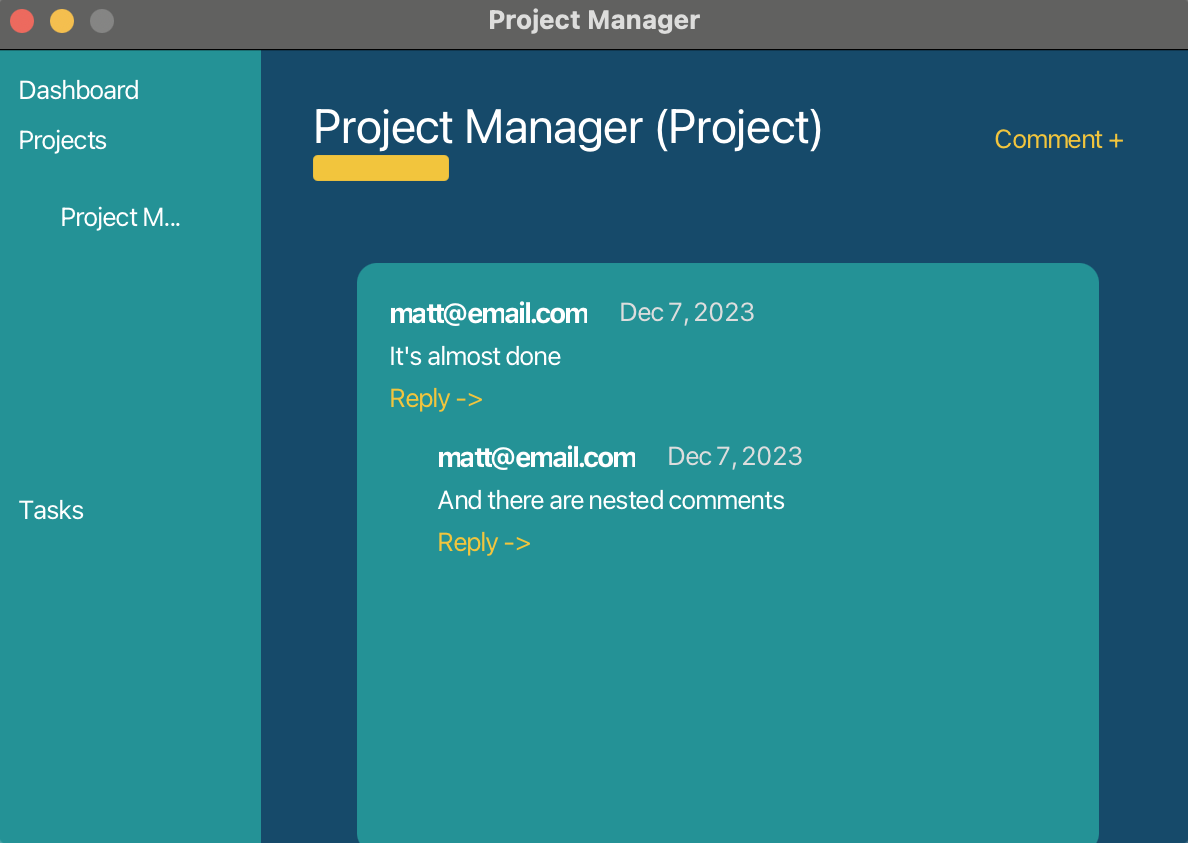 Project Manager
Dashboard
Projects
Project M...
Tasks
Project Manager (Project)
Comment +
matt@email.com Dec 7, 2023
It's almost done
Reply ->
matt@email.com Dec 7, 2023
And there are nested comments
Reply ->